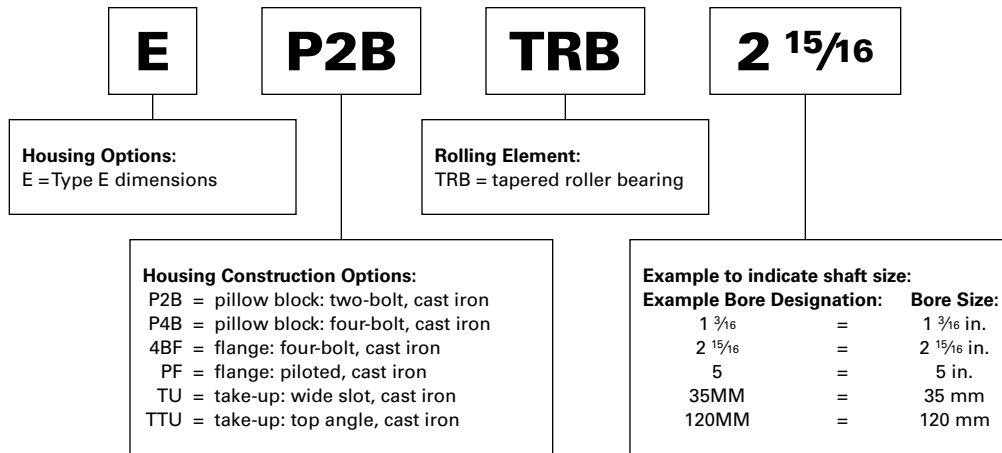 E P2B TRB 2 15/16
Housing Options:
E = Type E dimensions
Rolling Element:
TRB = tapered roller bearing
Housing Construction Options:
P2B = pillow block: two-bolt, cast iron
P4B = pillow block: four-bolt, cast iron
4BF = flange: four-bolt, cast iron
PF = flange: piloted, cast iron
TU = take-up: wide slot, cast iron
TTU = take-up: top angle, cast iron
Example to indicate shaft size:
Example Bore Designation: Bore Size:
1 3/16 = 1 3/16 in.
2 15/16 = 2 15/16 in.
5 = 5 in.
35MM = 35 mm
120MM = 120 mm